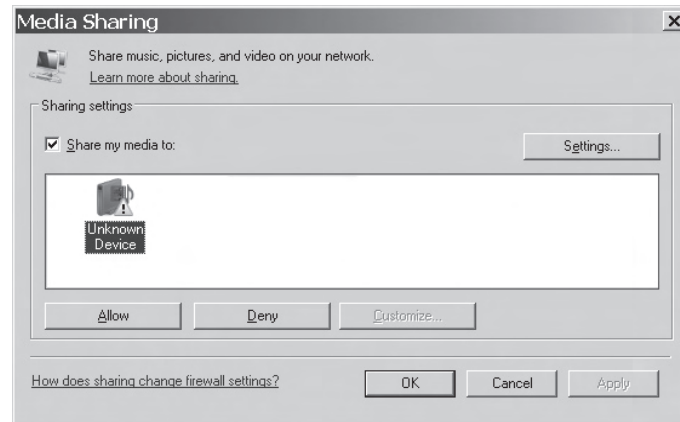 Media Sharing
Share music, pictures, and video on your network.
Learn more about sharing.
Sharing settings
Share my media to:
Settings...
Unknown
Device
Allow Deny Customize...
How does sharing change firewall settings? OK Cancel Apply